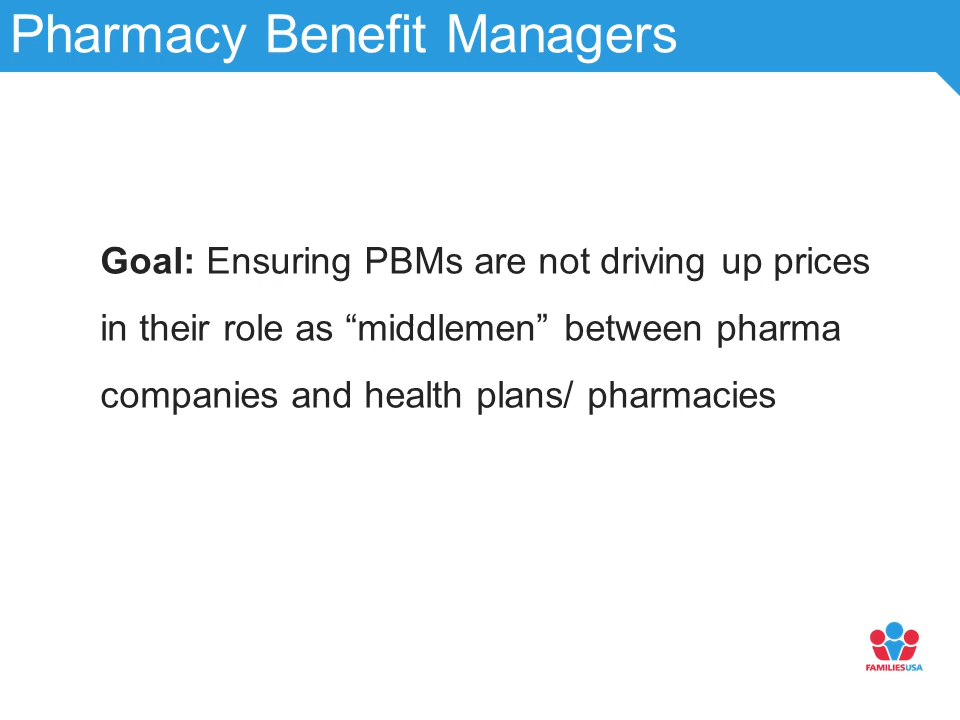 Pharmacy Benefit Managers
Goal: Ensuring PBMs are not driving up prices
in their role as “middlemen” between pharma
companies and health plans/ pharmacies
FAMILIESUSA